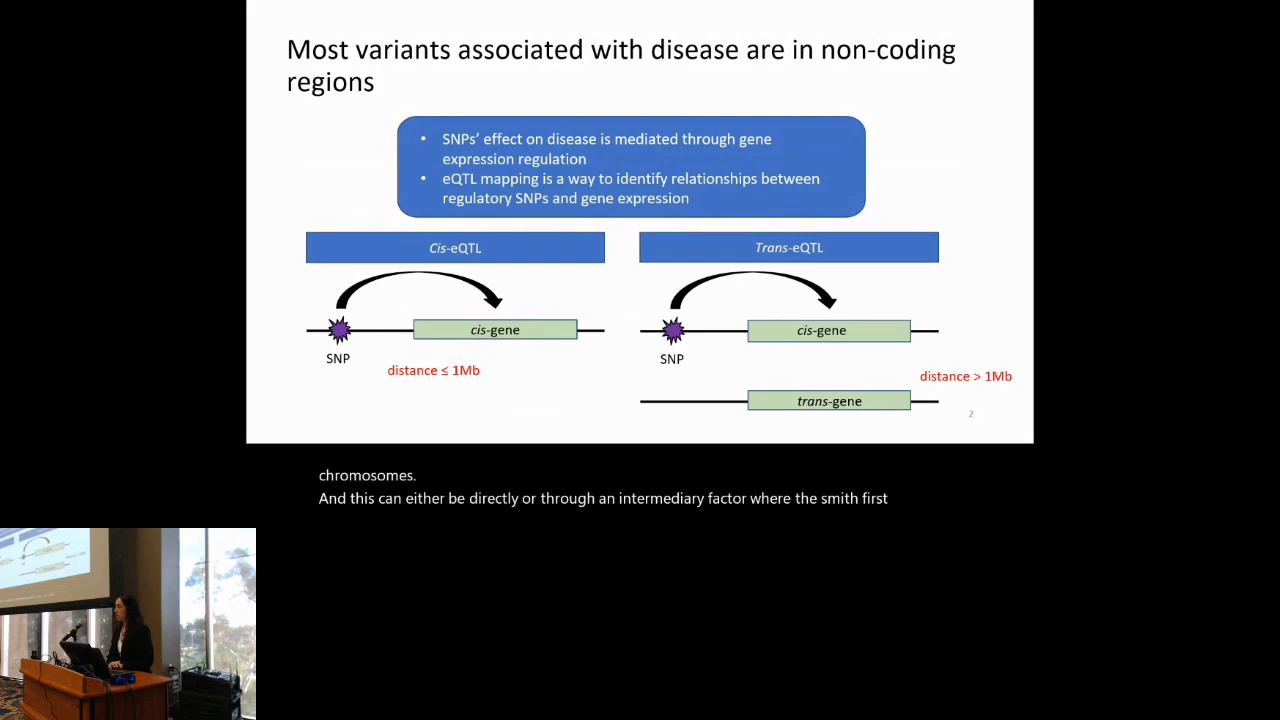 Most variants associated with disease are in non-coding
regions
• SNPs' effect on disease is mediated through gene
expression regulation
• eQTL mapping is a way to identify relationships between
regulatory SNPs and gene expression
Cis-eQTL
Trans-eQTL
cis-gene
cis-gene
SNP
SNP
distance ≤ 1Mb
distance > 1Mb
trans-gene
2
chromosomes.
And this can either be directly or through an intermediary factor where the smith first